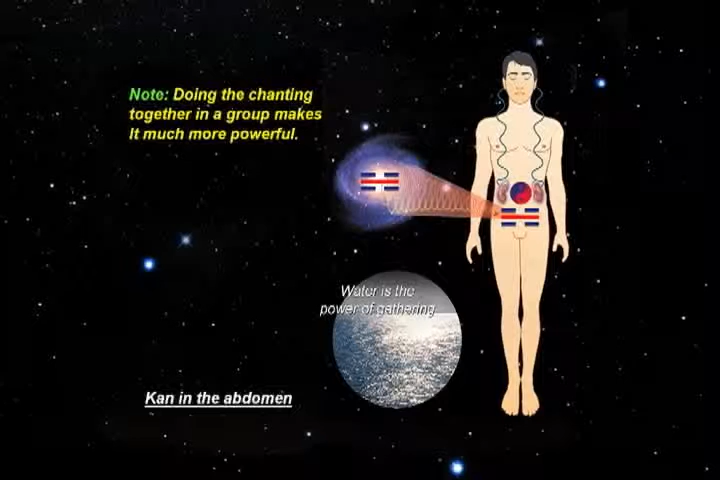 Note: Doing the chanting
together in a group makes
It much more powerful.
Water is the
power of gathering
Kan in the abdomen